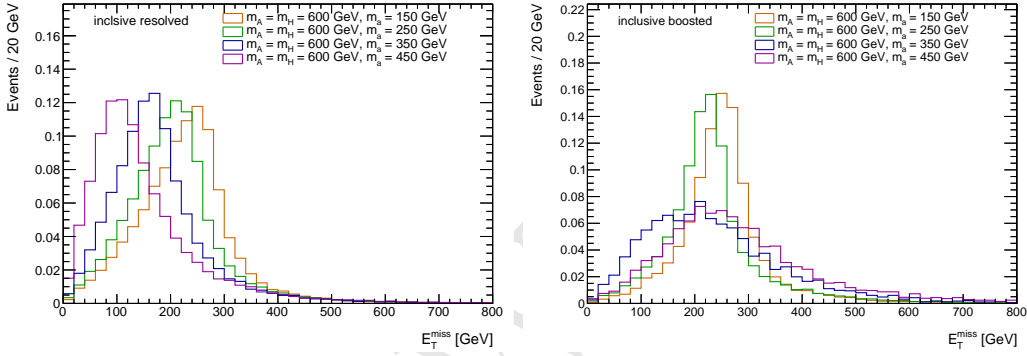 Events / 20 GeV
inclsive resolved
m_A = m_H = 600 GeV, m_a = 150 GeV
m_A = m_H = 600 GeV, m_a = 250 GeV
m_A = m_H = 600 GeV, m_a = 350 GeV
m_A = m_H = 600 GeV, m_a = 450 GeV
0.18
0.16
0.14
0.12
0.1
0.08
0.06
0.04
0.02
0
0 100 200 300 400 500 600 700 800
E_T^miss [GeV]
Events / 20 GeV
inclusive boosted
m_A = m_H = 600 GeV, m_a = 150 GeV
m_A = m_H = 600 GeV, m_a = 250 GeV
m_A = m_H = 600 GeV, m_a = 350 GeV
m_A = m_H = 600 GeV, m_a = 450 GeV
0.22
0.2
0.18
0.16
0.14
0.12
0.1
0.08
0.06
0.04
0.02
0
0 100 200 300 400 500 600 700 800
E_T^miss [GeV]